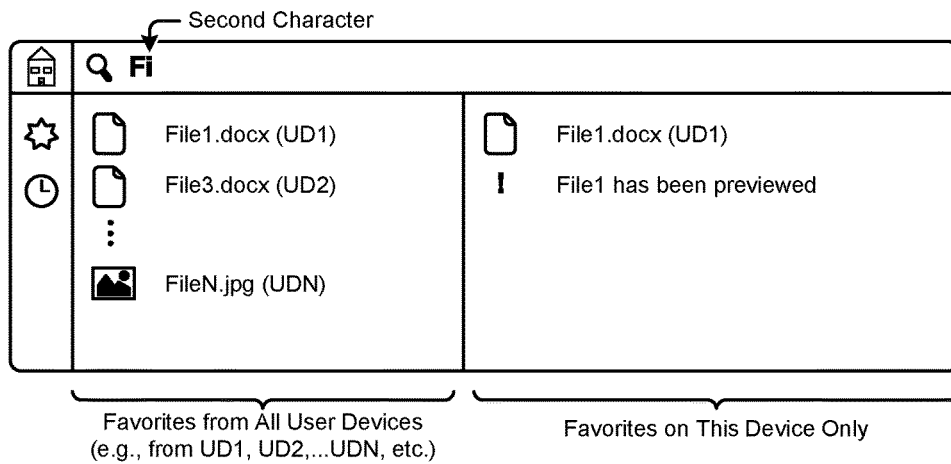 Second Character
Fi
File1.docx (UD1)
File3.docx (UD2)
FileN.jpg (UDN)
File1.docx (UD1)
! File1 has been previewed
Favorites from All User Devices
(e.g., from UD1, UD2,...UDN, etc.)
Favorites on This Device Only